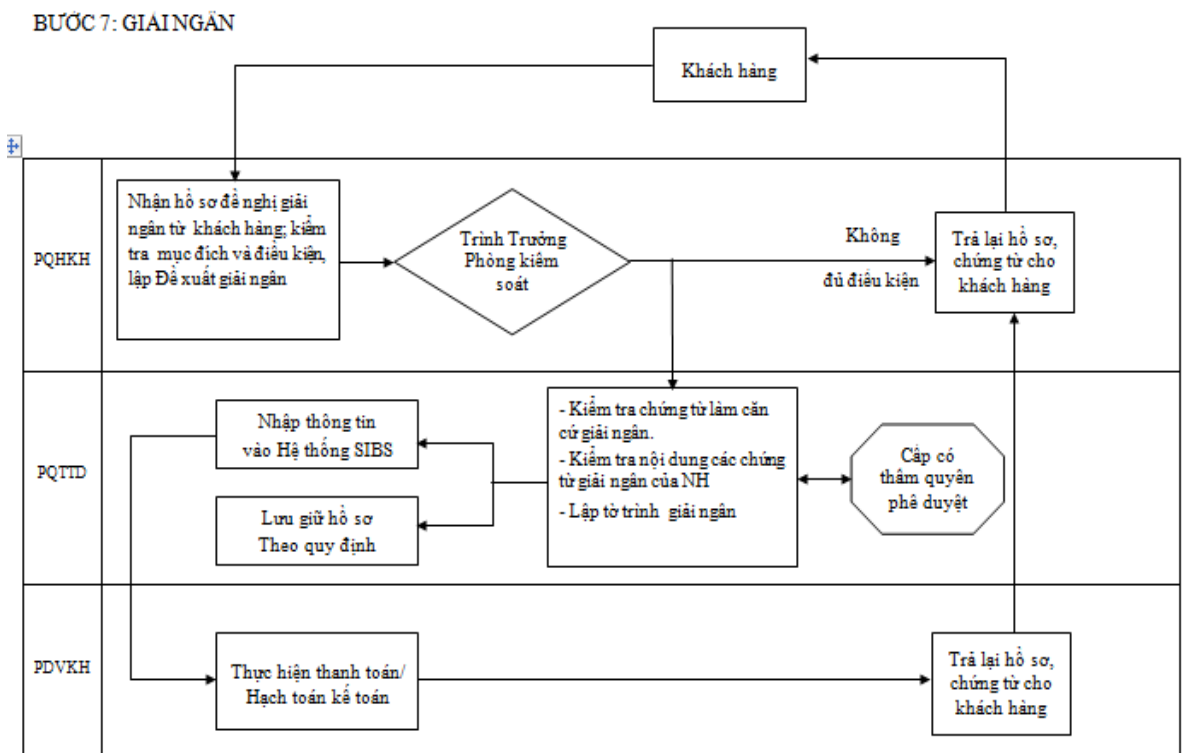 BƯỚC 7: GIẢI NGÂN
Khách hàng
PQHKH
Nhận hồ sơ đề nghị giải
ngân từ khách hàng; kiểm
tra mục đích và điều kiện,
lập Đề xuất giải ngân
Trình Trưởng
Phòng kiểm
soát
Không
đủ điều kiện
Trả lại hồ sơ,
chứng từ cho
khách hàng
PQTTD
Nhập thông tin
vào Hệ thống SIBS
Lưu giữ hồ sơ
Theo quy định
- Kiểm tra chứng từ làm căn
cứ giải ngân.
- Kiểm tra nội dung các chứng
từ giải ngân của NH
- Lập tờ trình giải ngân
Cấp có
thẩm quyền
phê duyệt
PDVKH
Thực hiện thanh toán/
Hạch toán kế toán
Trả lại hồ sơ,
chứng từ cho
khách hàng